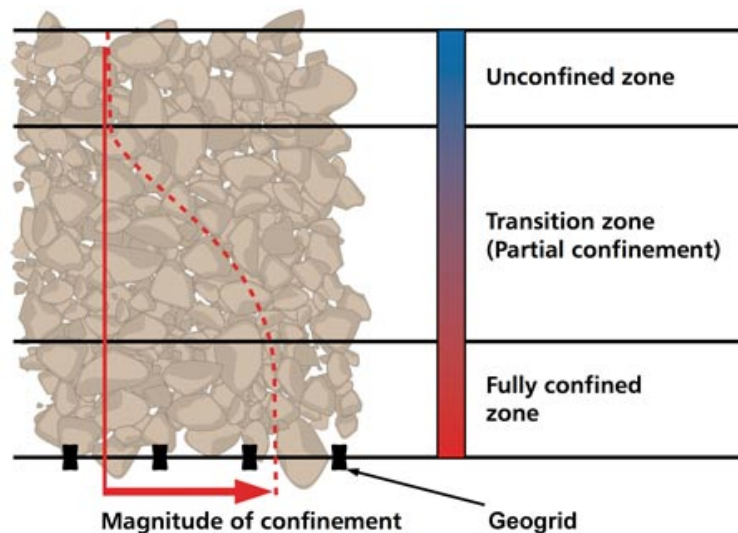 Unconfined zone
Transition zone
(Partial confinement)
Fully confined
zone
Magnitude of confinement
Geogrid